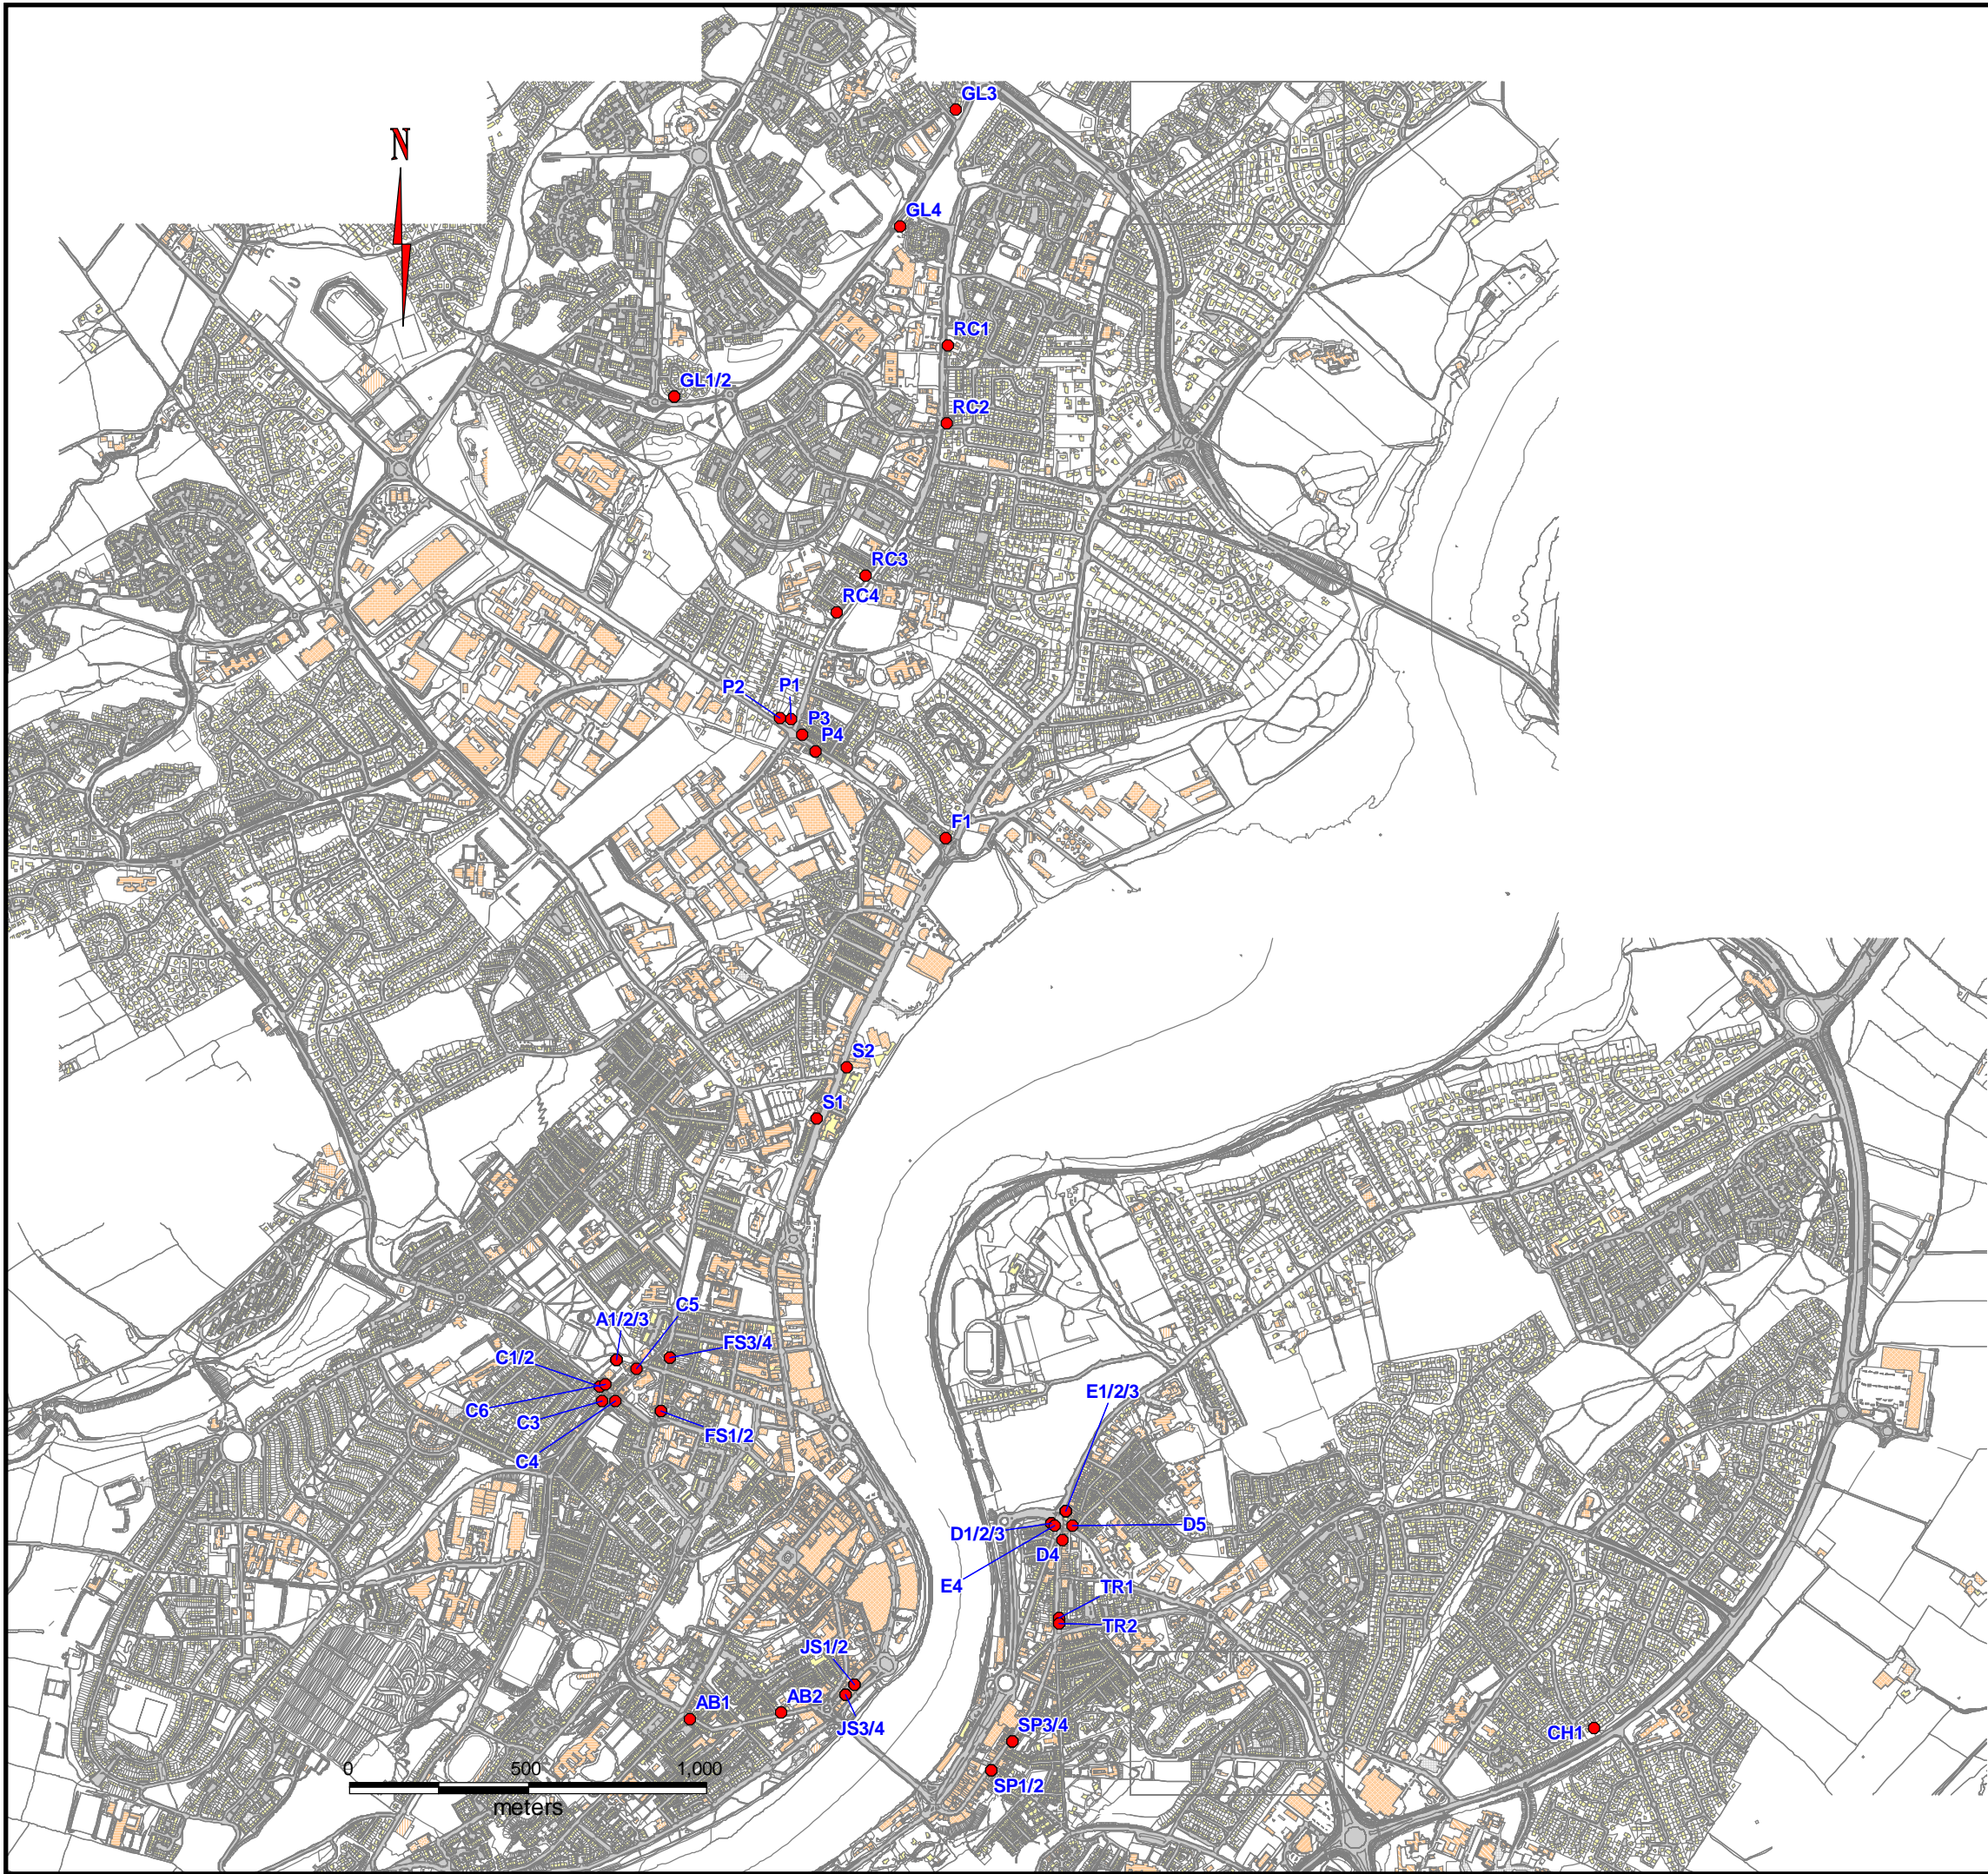 GL3
N
GL4
RC1
GL1/2
RC2
RC3
RC4
P2
P1
P3
P4
F1
S2
S1
C5
A1/2/3
FS3/4
C1/2
E1/2/3
C6
C3
FS1/2
C4
D1/2/3
D5
D4
E4
TR1
TR2
JS1/2
AB1
AB2
JS3/4
SP3/4
CH1
0 500 1,000
SP1/2
meters